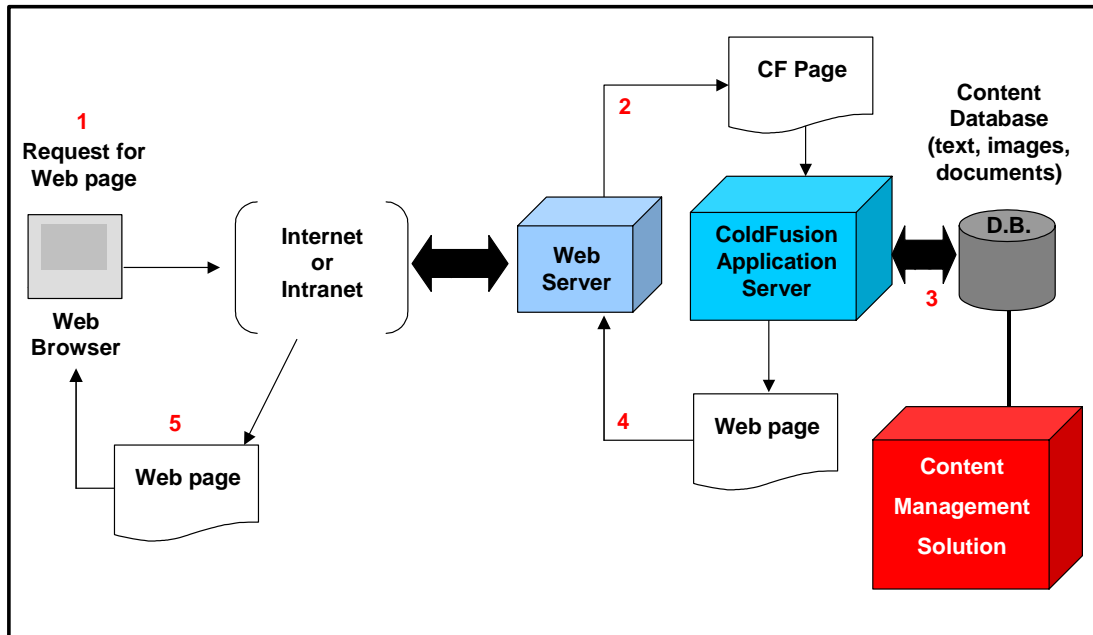 1
Request for
Web page
Web
Browser
Internet
or
Intranet
Web
Server
2
CF Page
ColdFusion
Application
Server
3
Content
Database
(text, images,
documents)
D.B.
Content
Management
Solution
Web page
4
5
Web page